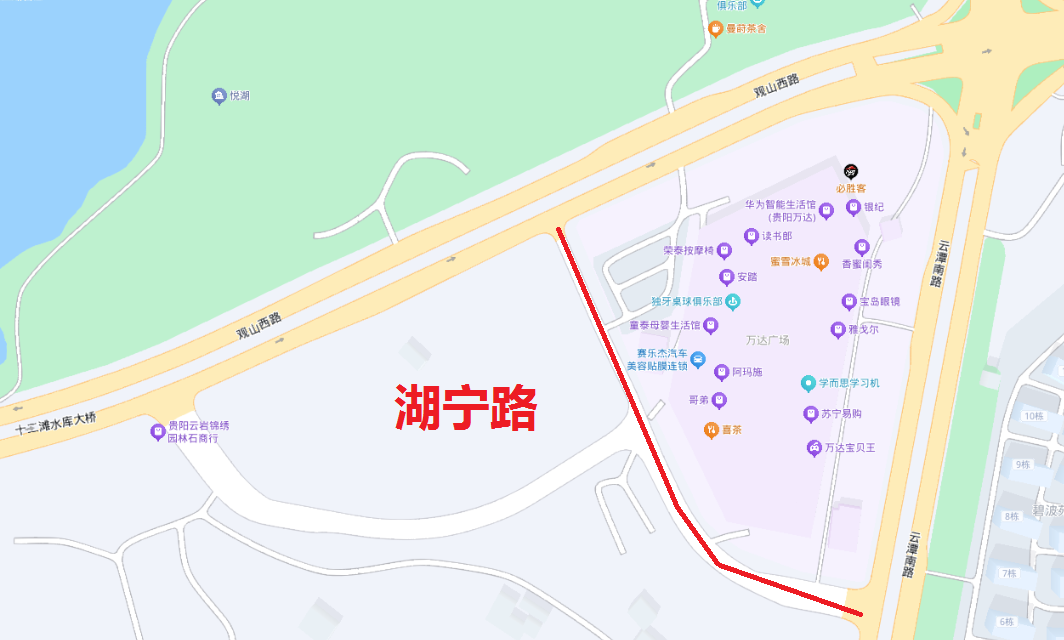 俱乐部
曼蔚茶舍
观山西路
悦湖
必胜客
华为智能生活馆
(贵阳万达)
银纪
读书郎
荣泰按摩椅
蜜雪冰城
香蜜闺秀
云潭南路
安踏
独牙桌球俱乐部
宝岛眼镜
童泰母婴生活馆
雅戈尔
观山西路
万达广场
赛乐杰汽车
美容贴膜连锁
阿玛施
学而思学习机
湖宁路
哥弟
苏宁易购
10栋
十二滩水库大桥
贵阳云岩锦绣
园林石商行
喜茶
万达宝贝王
9栋
碧波苑
8栋
云潭南路
7栋
6栋